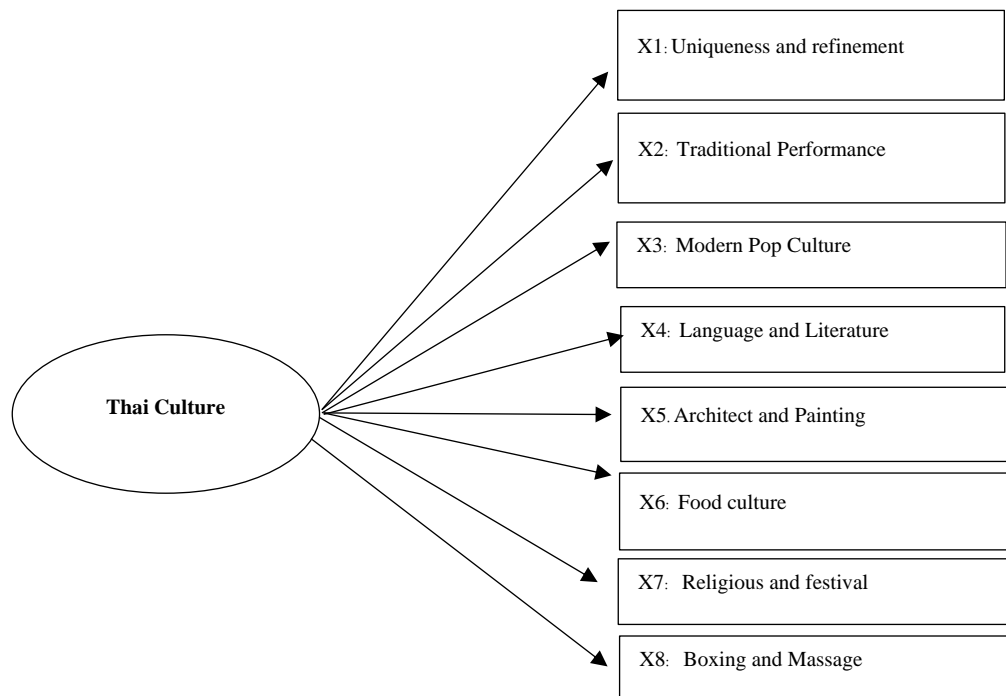 X1: Uniqueness and refinement
X2: Traditional Performance
X3: Modern Pop Culture
X4: Language and Literature
Thai Culture
X5. Architect and Painting
X6: Food culture
X7: Religious and festival
X8: Boxing and Massage